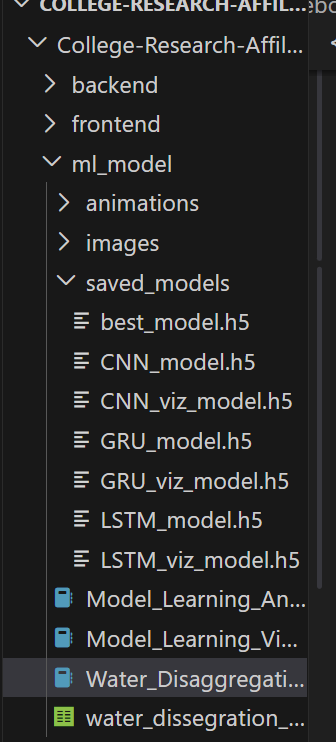 COLLEGE-RESEARCH-AFFIL...
College-Research-Affil...
backend
frontend
ml_model
animations
images
saved_models
best_model.h5
CNN_model.h5
CNN_viz_model.h5
GRU_model.h5
GRU_viz_model.h5
LSTM_model.h5
LSTM_viz_model.h5
Model_Learning_An...
Model_Learning_Vi...
Water_Disaggregati...
water_dissegration_...